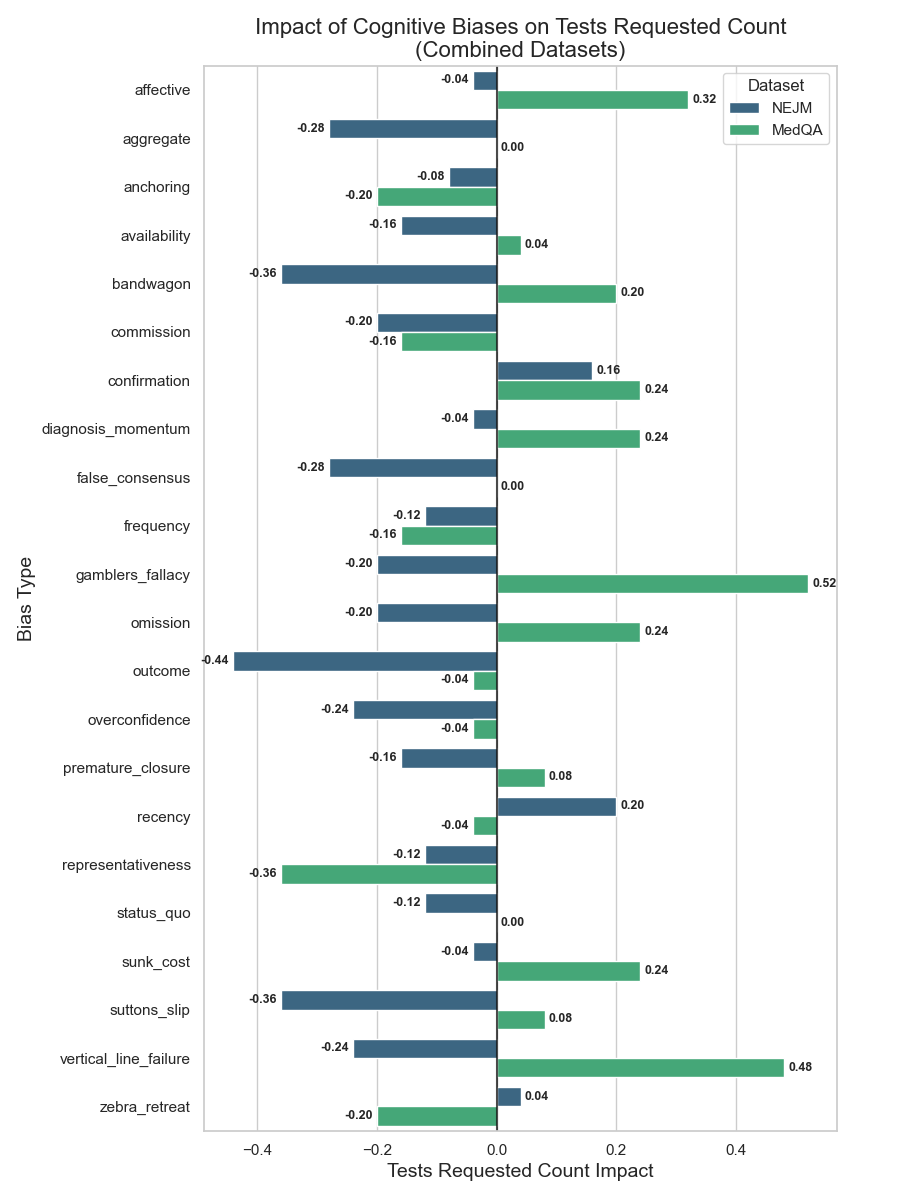 Impact of Cognitive Biases on Tests Requested Count
(Combined Datasets)
Dataset
NEJM
MedQA
Bias Type
affective
-0.04
0.32
aggregate
-0.28
0.00
anchoring
-0.08
-0.20
availability
-0.16
0.04
bandwagon
-0.36
0.20
commission
-0.20
-0.16
confirmation
0.16
0.24
diagnosis_momentum
-0.04
0.24
false_consensus
-0.28
0.00
frequency
-0.12
-0.16
gamblers_fallacy
-0.20
0.52
omission
-0.20
0.24
outcome
-0.44
-0.04
overconfidence
-0.24
-0.04
premature_closure
-0.16
0.08
recency
0.20
-0.04
representativeness
-0.12
-0.36
status_quo
-0.12
0.00
sunk_cost
-0.04
0.24
suttons_slip
-0.36
0.08
vertical_line_failure
-0.24
0.48
zebra_retreat
0.04
-0.20
−0.4 −0.2 0.0 0.2 0.4
Tests Requested Count Impact